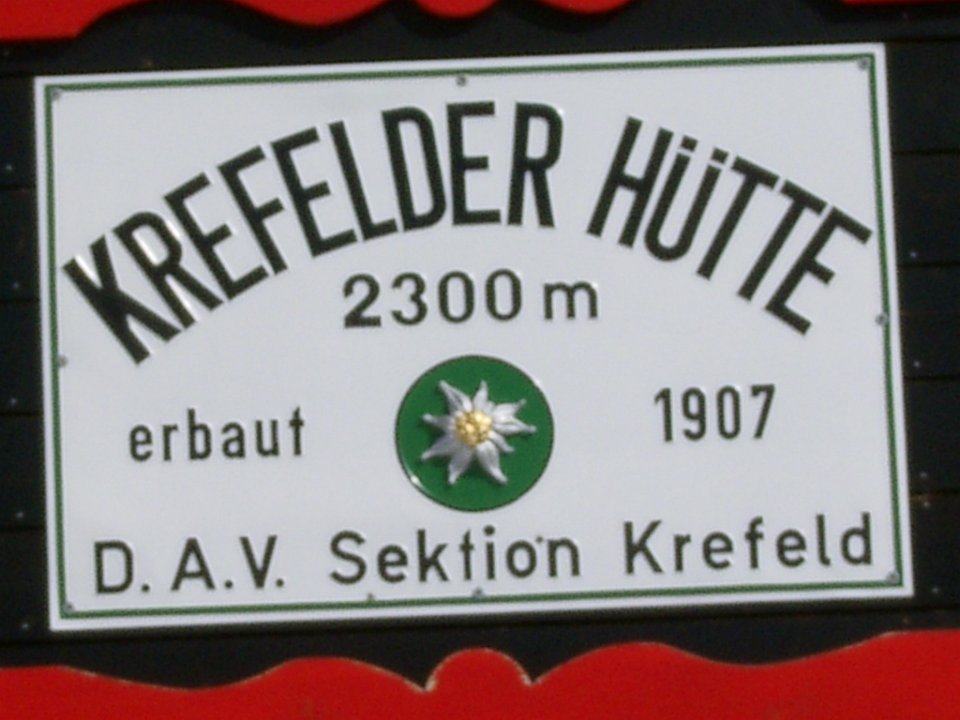 KREFELDER HÜTTE
2300 m
erbaut 1907
D. A. V. Sektion Krefeld